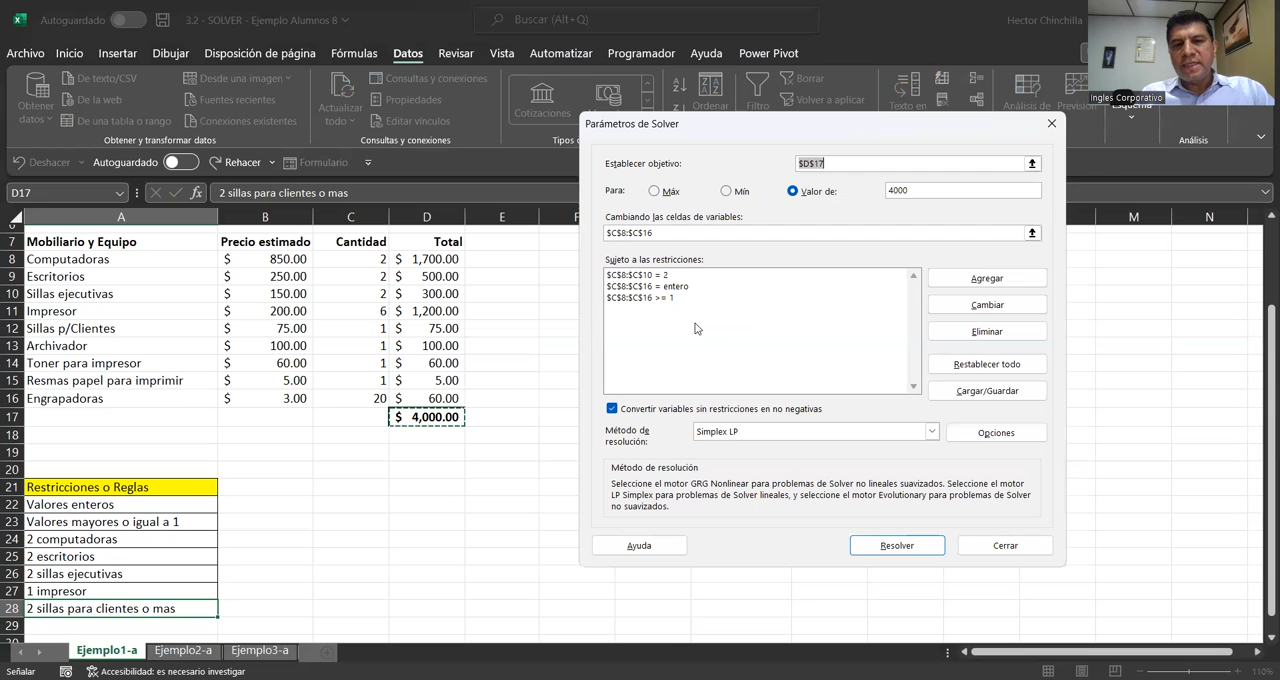 Autoguardado
3.2 - SOLVER - Ejemplo Alumnos 8
Buscar (Alt+Q)
Hector Chinchilla
Archivo Inicio Insertar Dibujar Disposición de página Fórmulas Datos Revisar Vista Automatizar Programador Ayuda Power Pivot
Obtener datos
De texto/CSV
De la web
De una tabla o rango
Desde una imagen
Fuentes recientes
Conexiones existentes
Obtener y transformar datos
Actualizar todo
Consultas y conexiones
Propiedades
Editar vínculos
Consultas y conexiones
Cotizaciones
Tipos
Ordenar
Filtro
Borrar
Volver a aplicar
Texto en
Análisis de
Previsión
Esquema
Análisis
Ingles Corporativo
Deshacer Autoguardado Rehacer Formulario
D17 fx 2 sillas para clientes o mas
A B C D E F M N
7 Mobiliario y Equipo Precio estimado Cantidad Total
8 Computadoras $ 850.00 2 $ 1,700.00
9 Escritorios $ 250.00 2 $ 500.00
10 Sillas ejecutivas $ 150.00 2 $ 300.00
11 Impresor $ 200.00 6 $ 1,200.00
12 Sillas p/Clientes $ 75.00 1 $ 75.00
13 Archivador $ 100.00 1 $ 100.00
14 Toner para impresor $ 60.00 1 $ 60.00
15 Resmas papel para imprimir $ 5.00 1 $ 5.00
16 Engrapadoras $ 3.00 20 $ 60.00
17 $ 4,000.00
18
19
20
21 Restricciones o Reglas
22 Valores enteros
23 Valores mayores o igual a 1
24 2 computadoras
25 2 escritorios
26 2 sillas ejecutivas
27 1 impresor
28 2 sillas para clientes o mas
29
Parámetros de Solver
Establecer objetivo: $D$17
Para: Máx Mín Valor de: 4000
Cambiando las celdas de variables:
$C$8:$C$16
Sujeto a las restricciones:
$C$8:$C$10 = 2
$C$8:$C$16 = entero
$C$8:$C$16 >= 1
Agregar
Cambiar
Eliminar
Restablecer todo
Cargar/Guardar
Convertir variables sin restricciones en no negativas
Método de resolución: Simplex LP
Opciones
Método de resolución
Seleccione el motor GRG Nonlinear para problemas de Solver no lineales suavizados. Seleccione el motor
LP Simplex para problemas de Solver lineales, y seleccione el motor Evolutionary para problemas de Solver
no suavizados.
Ayuda Resolver Cerrar
Ejemplo1-a Ejemplo2-a Ejemplo3-a
Señalar Accesibilidad: es necesario investigar
110%